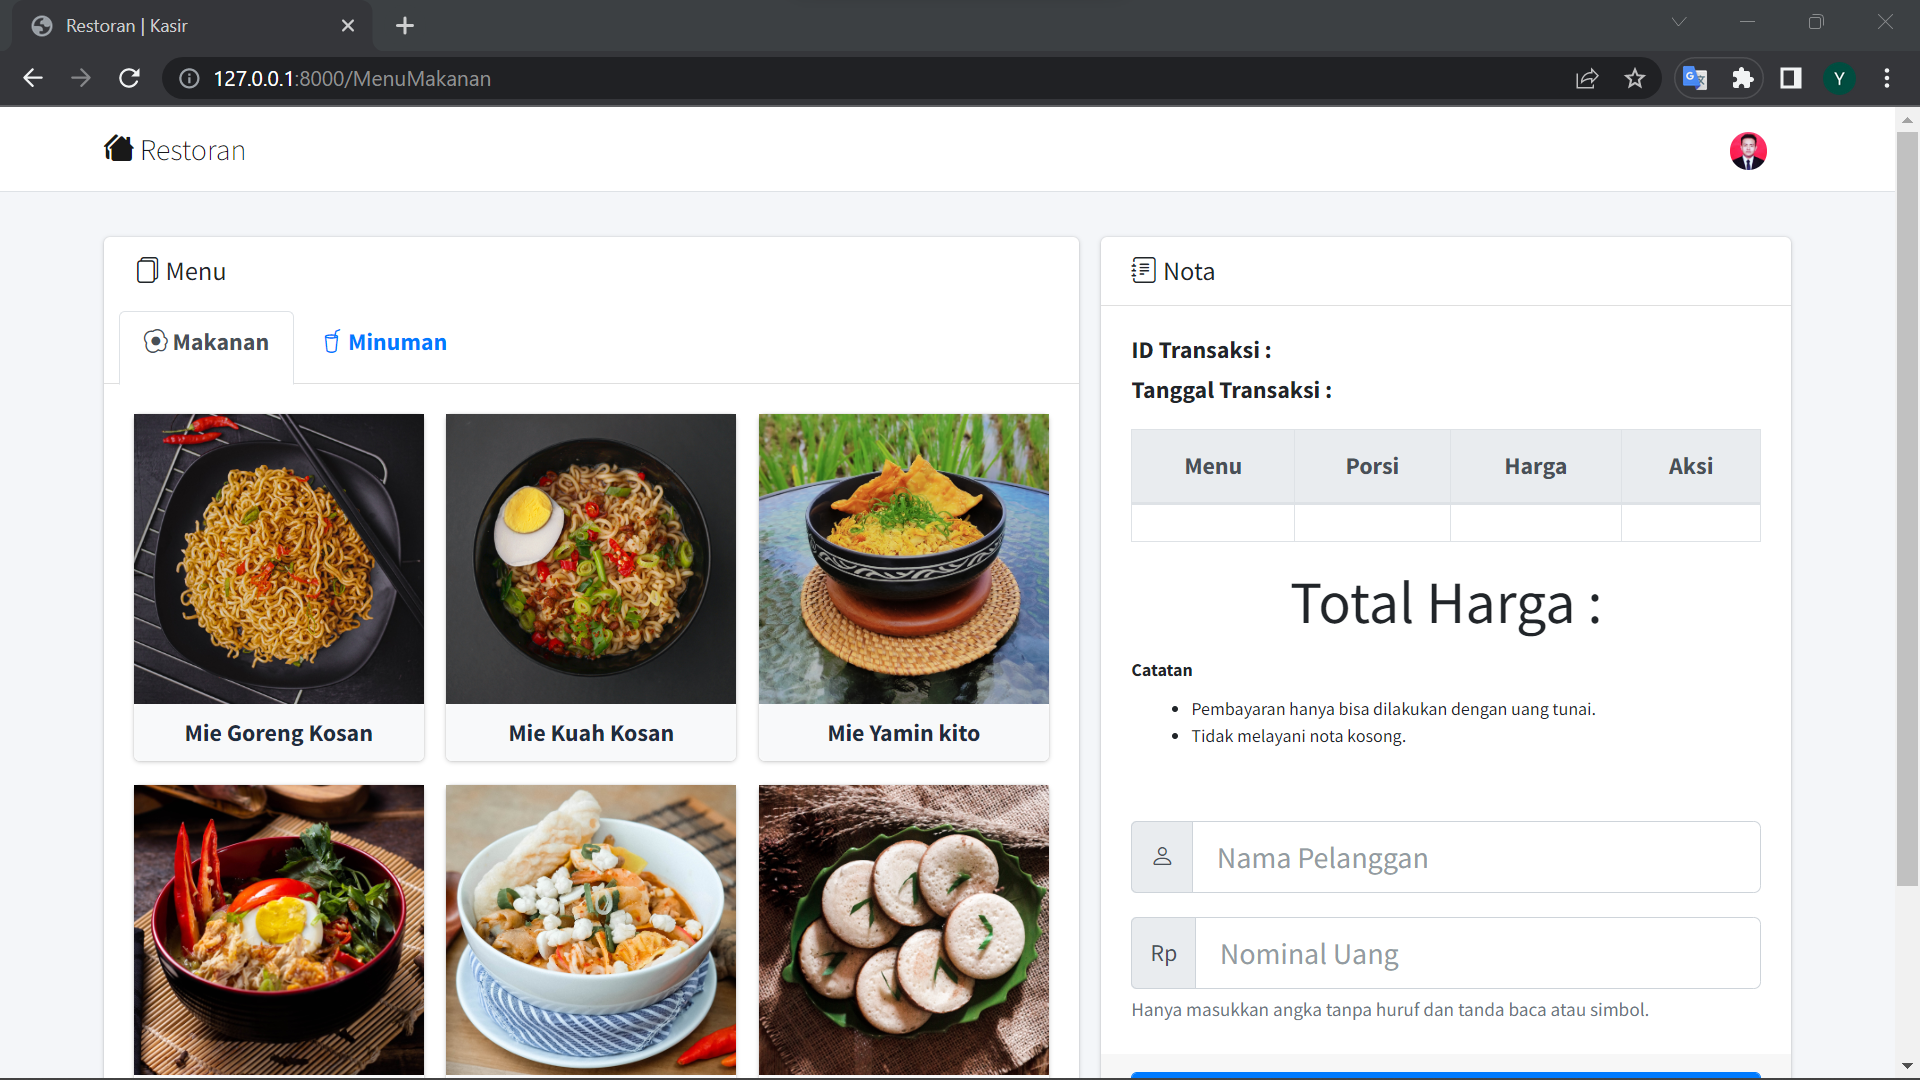 Restoran | Kasir
127.0.0.1:8000/MenuMakanan
Y
Restoran
Menu
Makanan
Minuman
Mie Goreng Kosan
Mie Kuah Kosan
Mie Yamin kito
Nota
ID Transaksi :
Tanggal Transaksi :
Menu Porsi Harga Aksi
Total Harga :
Catatan
Pembayaran hanya bisa dilakukan dengan uang tunai.
Tidak melayani nota kosong.
Nama Pelanggan
Rp Nominal Uang
Hanya masukkan angka tanpa huruf dan tanda baca atau simbol.